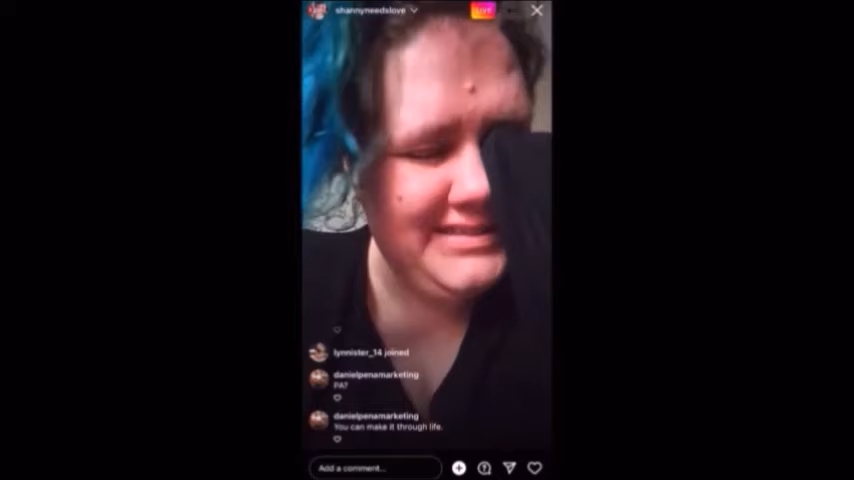 shannyneedslove
LIVE
lynnister_14 joined
danielpenamarketing
PA?
danielpenamarketing
You can make it through life.
Add a comment...